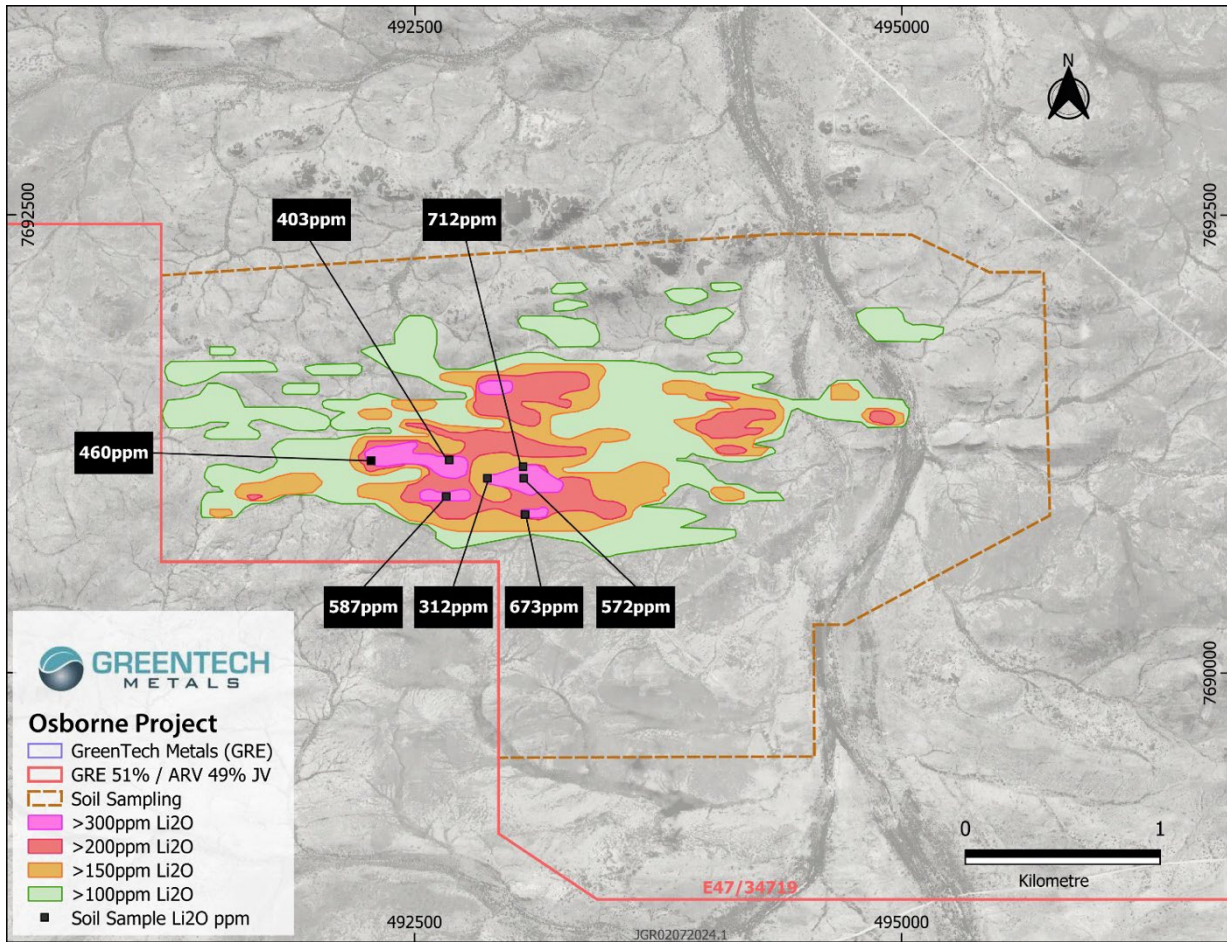 492500
495000
N
7692500
7692500
403ppm
712ppm
460ppm
587ppm
312ppm
673ppm
572ppm
7690000
GREENTECH
METALS
Osborne Project
GreenTech Metals (GRE)
GRE 51% / ARV 49% JV
Soil Sampling
>300ppm Li2O
>200ppm Li2O
>150ppm Li2O
>100ppm Li2O
Soil Sample Li2O ppm
0
1
Kilometre
E47/34719
492500
495000
JGR02072024.1